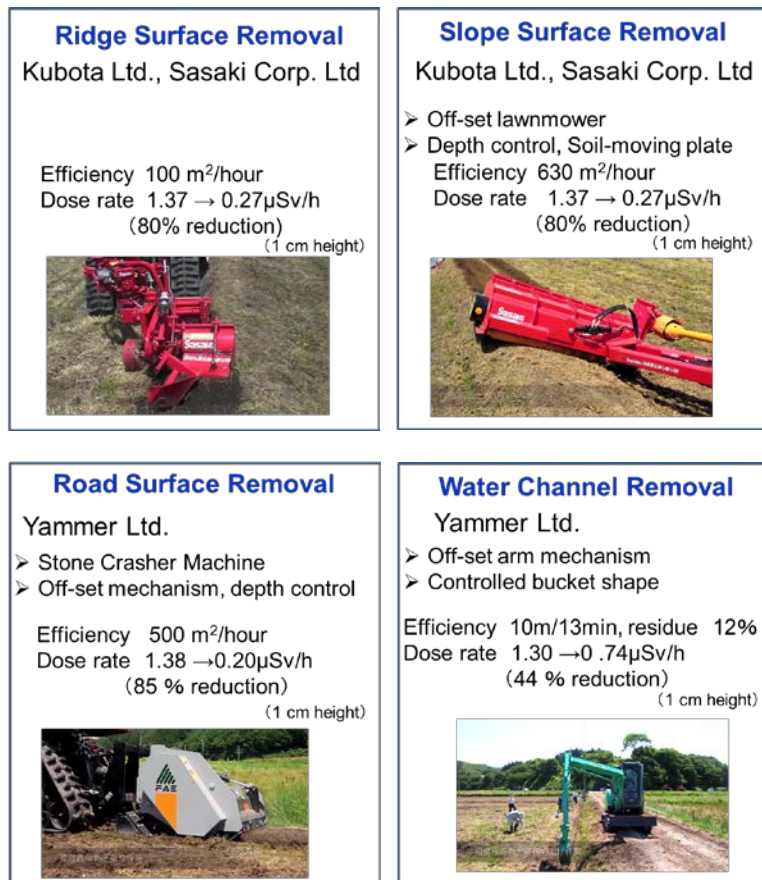 Ridge Surface Removal
Kubota Ltd., Sasaki Corp. Ltd
Efficiency 100 m²/hour
Dose rate 1.37 → 0.27μSv/h
(80% reduction)
(1 cm height)
Sasaki
Slope Surface Removal
Kubota Ltd., Sasaki Corp. Ltd
➢ Off-set lawnmower
➢ Depth control, Soil-moving plate
Efficiency 630 m²/hour
Dose rate 1.37 → 0.27μSv/h
(80% reduction)
(1 cm height)
Sasaki
Road Surface Removal
Yammer Ltd.
➢ Stone Crasher Machine
➢ Off-set mechanism, depth control
Efficiency 500 m²/hour
Dose rate 1.38 →0.20μSv/h
(85 % reduction)
(1 cm height)
FAE
Water Channel Removal
Yammer Ltd.
➢ Off-set arm mechanism
➢ Controlled bucket shape
Efficiency 10m/13min, residue 12%
Dose rate 1.30 →0 .74μSv/h
(44 % reduction)
(1 cm height)